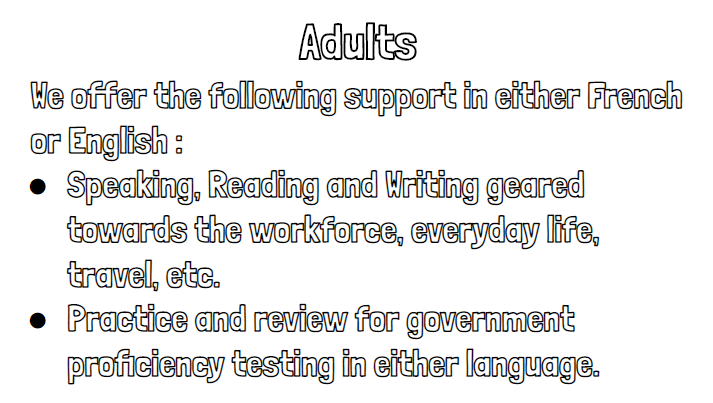 Adults
We offer the following support in either French
or English :
● Speaking, Reading and Writing geared
towards the workforce, everyday life,
travel, etc.
● Practice and review for government
proficiency testing in either language.